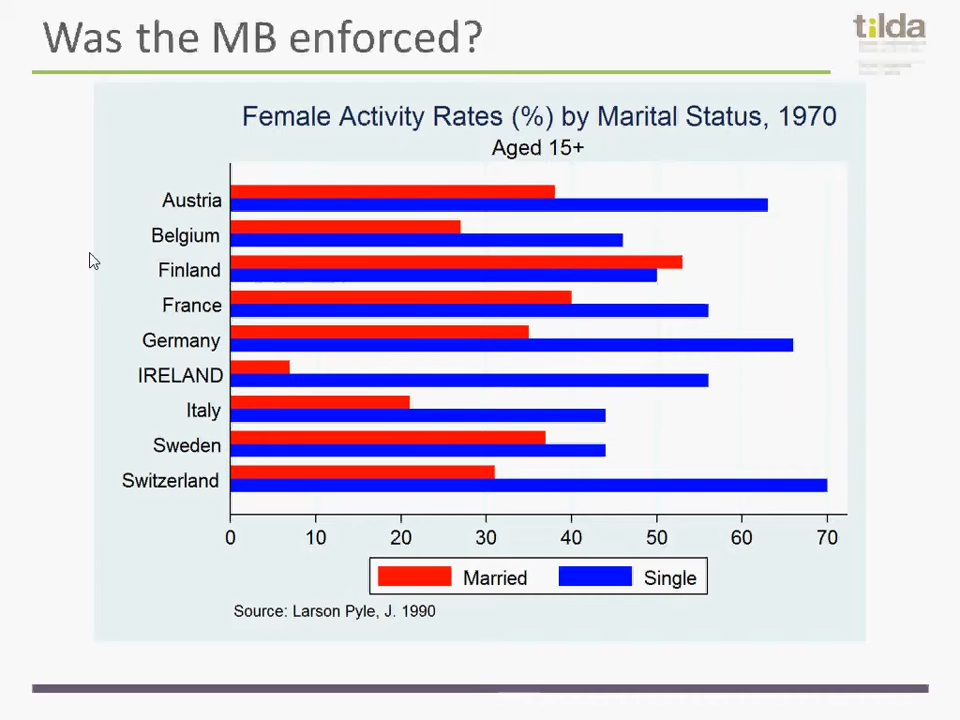 Was the MB enforced?
tilda
Female Activity Rates (%) by Marital Status, 1970
Aged 15+
Austria
Belgium
Finland
France
Germany
IRELAND
Italy
Sweden
Switzerland
0 10 20 30 40 50 60 70
Married Single
Source: Larson Pyle, J. 1990